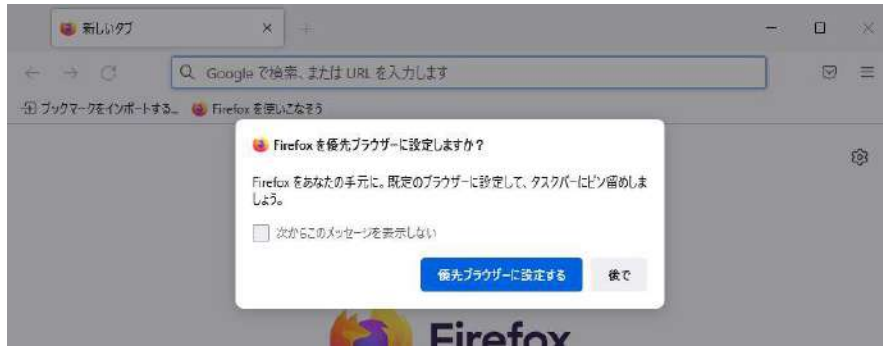 新しいタブ
Google で検索、または URL を入力します
ブックマークをインポートする... Firefox を使いこなそう
Firefox を優先ブラウザーに設定しますか？
Firefox をあなたの手元に。既定のブラウザーに設定して、タスクバーにピン留めしま
しょう。
次からこのメッセージを表示しない
優先ブラウザーに設定する 後で
Firefox